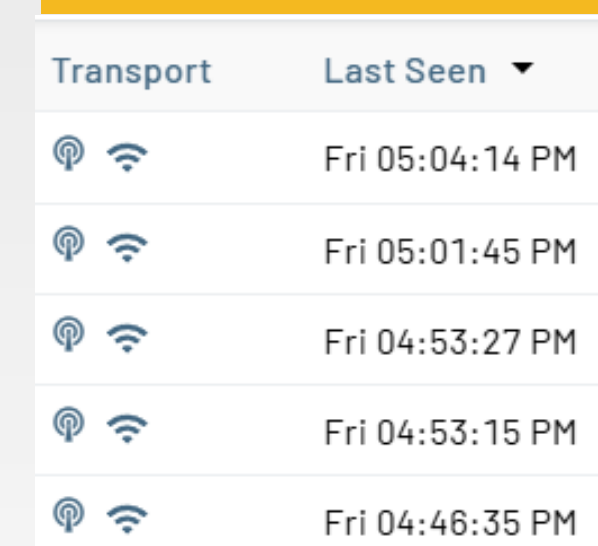 Transport Last Seen
Fri 05:04:14 PM
Fri 05:01:45 PM
Fri 04:53:27 PM
Fri 04:53:15 PM
Fri 04:46:35 PM